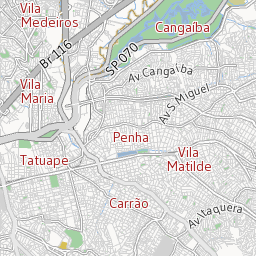 Vila
Medeiros
Cangaíba
Br 116
SP 070
Av Cangaíba
Vila
Maria
Av S Miguel
Penha
Tatuape
Vila
Matilde
Carrão
Av Itaquera